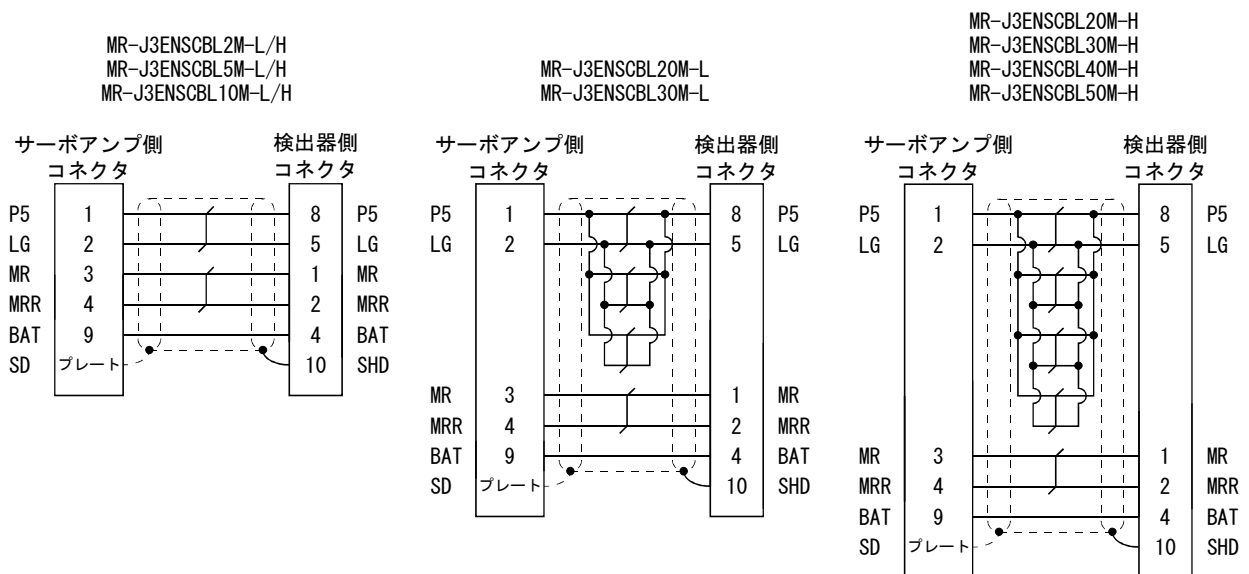 MR-J3ENSCBL2M-L/H
MR-J3ENSCBL5M-L/H
MR-J3ENSCBL10M-L/H
サーボアンプ側 検出器側
コネクタ コネクタ
P5 1 8 P5
LG 2 5 LG
MR 3 1 MR
MRR 4 2 MRR
BAT 9 4 BAT
SD プレート 10 SHD
MR-J3ENSCBL20M-L
MR-J3ENSCBL30M-L
サーボアンプ側 検出器側
コネクタ コネクタ
P5 1 8 P5
LG 2 5 LG
MR 3 1 MR
MRR 4 2 MRR
BAT 9 4 BAT
SD プレート 10 SHD
MR-J3ENSCBL20M-H
MR-J3ENSCBL30M-H
MR-J3ENSCBL40M-H
MR-J3ENSCBL50M-H
サーボアンプ側 検出器側
コネクタ コネクタ
P5 1 8 P5
LG 2 5 LG
MR 3 1 MR
MRR 4 2 MRR
BAT 9 4 BAT
SD プレート 10 SHD